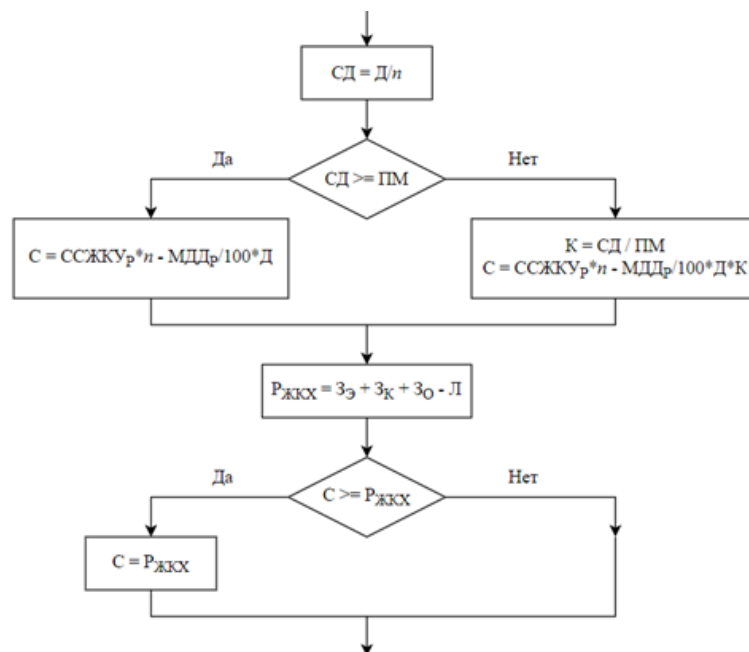 СД = Д/n
Да
Нет
СД >= ПМ
С = ССЖКУР*n - МДДР/100*Д
К = СД / ПМ
С = ССЖКУР*n - МДДР/100*Д*К
РЖКХ = ЗЭ + ЗК + ЗО - Л
Да
Нет
С >= РЖКХ
С = РЖКХ